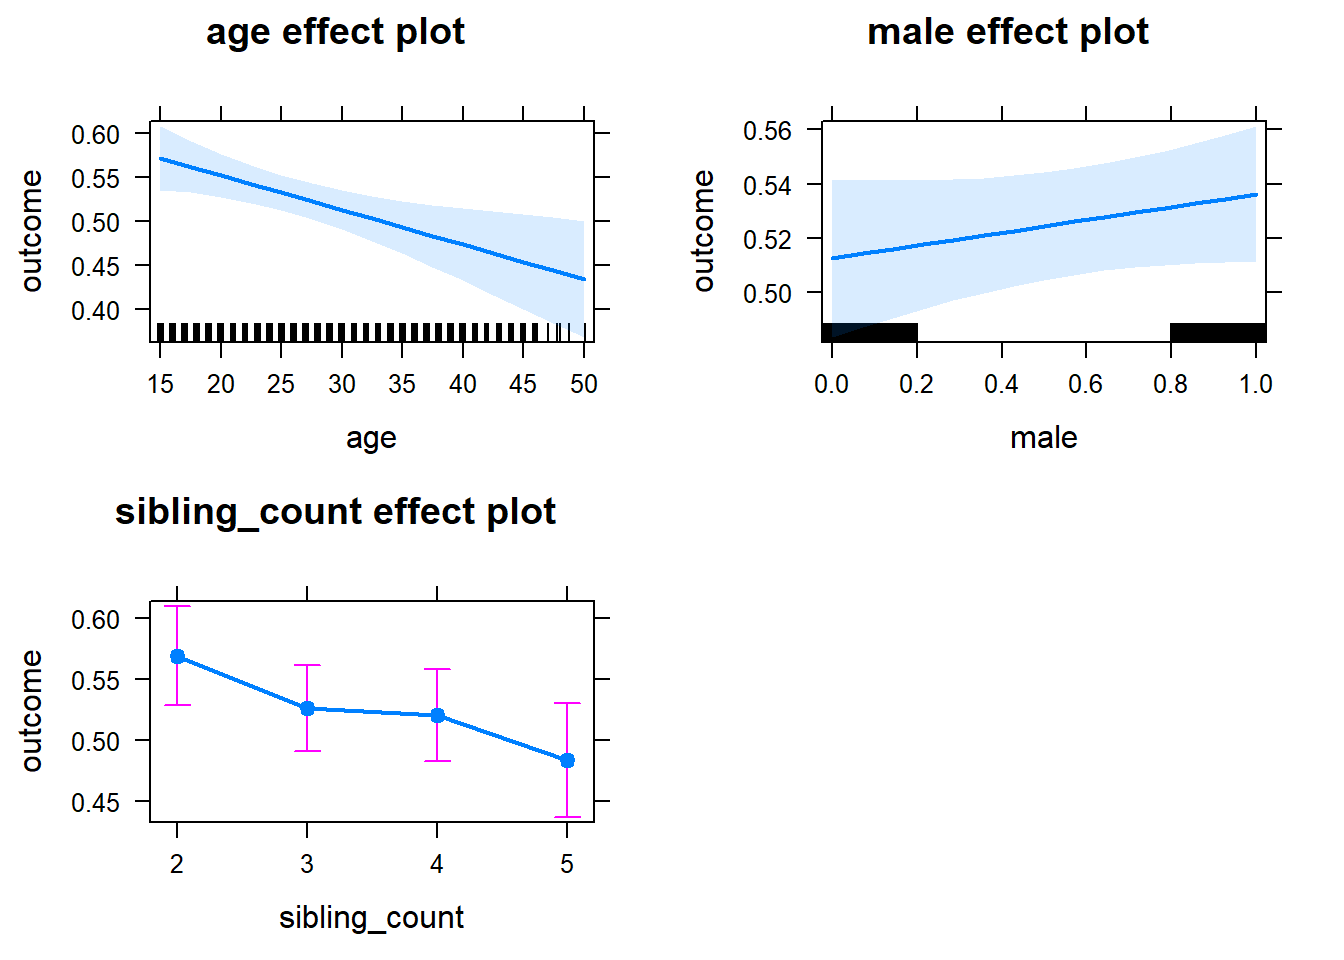 age effect plot
outcome
0.60
0.55
0.50
0.45
0.40
15 20 25 30 35 40 45 50
age
male effect plot
outcome
0.56
0.54
0.52
0.50
0.0 0.2 0.4 0.6 0.8 1.0
male
sibling_count effect plot
outcome
0.60
0.55
0.50
0.45
2 3 4 5
sibling_count